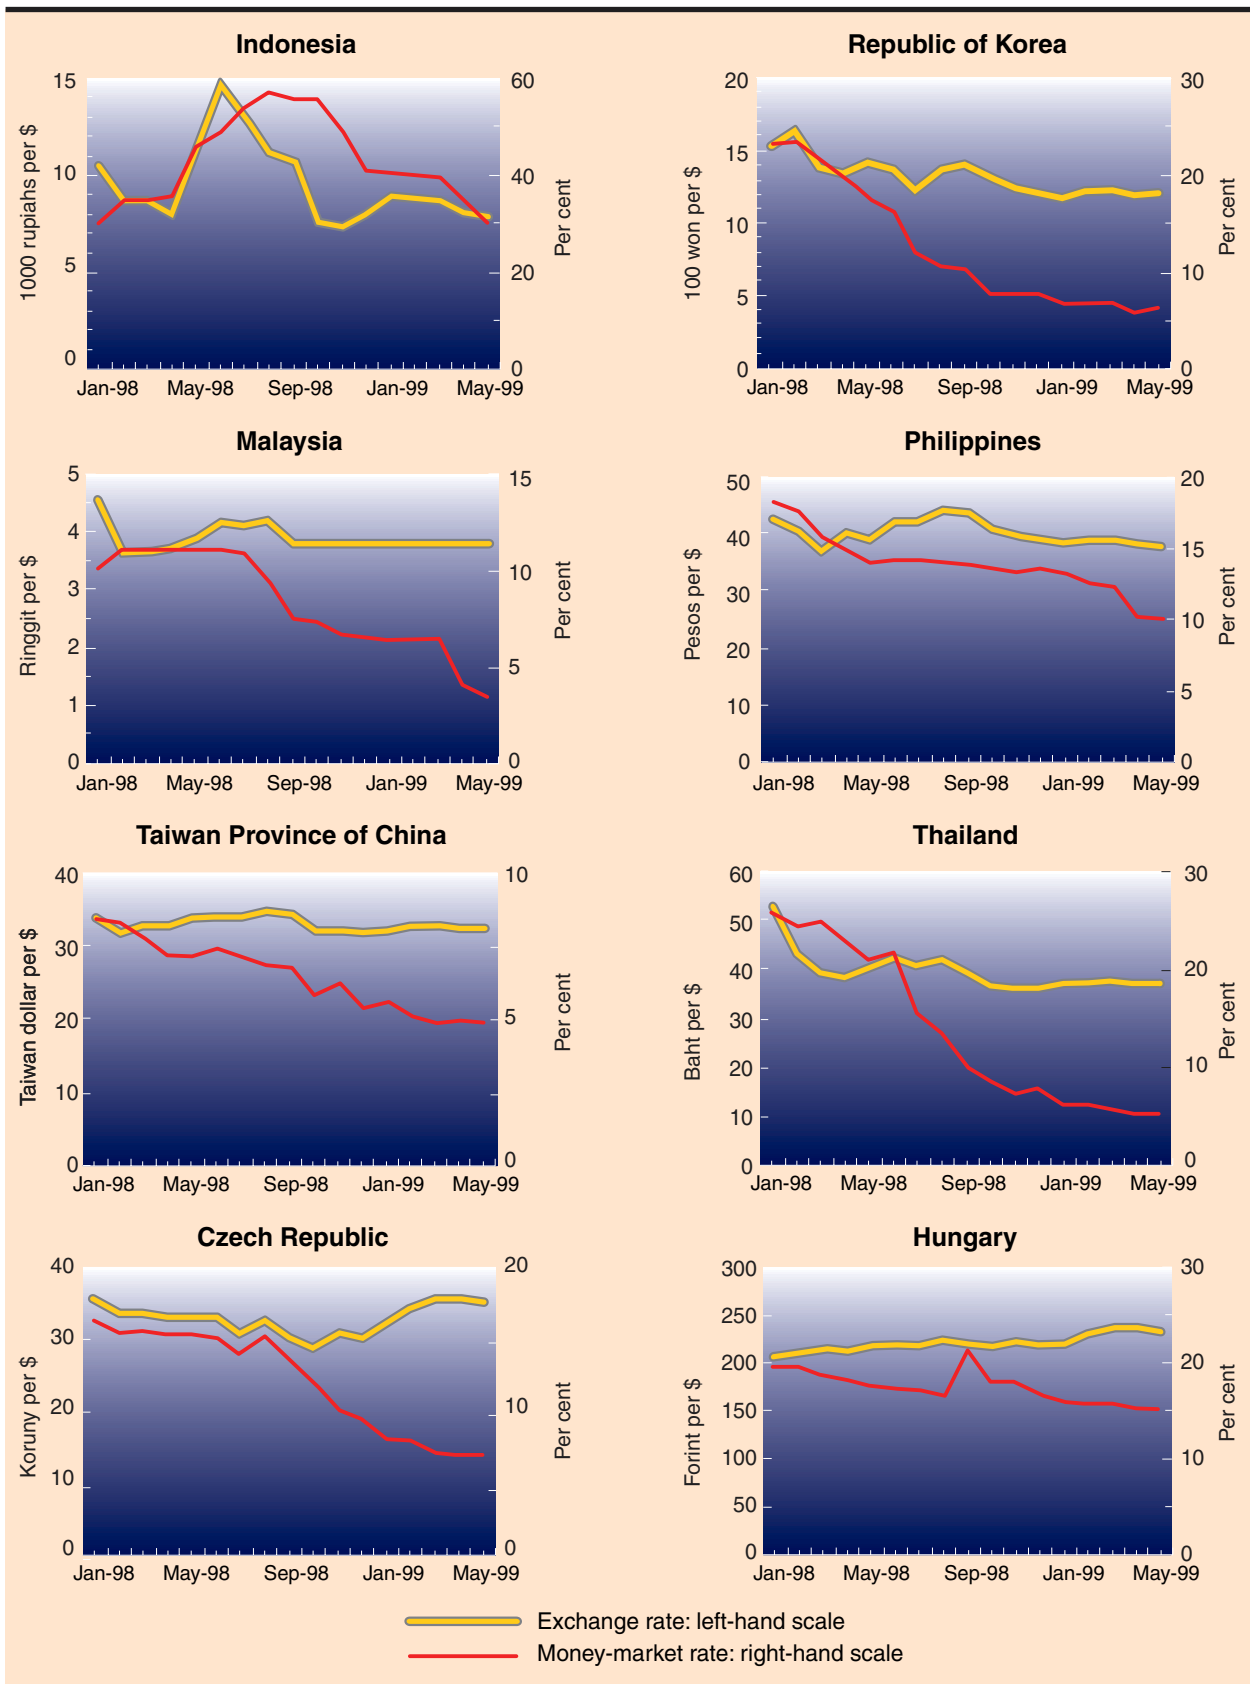 Indonesia
15
10
5
0
1000 rupiahs per $
60
40
20
0
Per cent
Jan-98 May-98 Sep-98 Jan-99 May-99
Republic of Korea
20
15
10
5
0
100 won per $
30
20
10
0
Per cent
Jan-98 May-98 Sep-98 Jan-99 May-99
Malaysia
5
4
3
2
1
0
Ringgit per $
15
10
5
0
Per cent
Jan-98 May-98 Sep-98 Jan-99 May-99
Philippines
50
40
30
20
10
0
Pesos per $
20
15
10
5
0
Per cent
Jan-98 May-98 Sep-98 Jan-99 May-99
Taiwan Province of China
40
30
20
10
0
Taiwan dollar per $
10
5
0
Per cent
Jan-98 May-98 Sep-98 Jan-99 May-99
Thailand
60
50
40
30
20
10
0
Baht per $
30
20
10
0
Per cent
Jan-98 May-98 Sep-98 Jan-99 May-99
Czech Republic
40
30
20
10
0
Koruny per $
20
10
0
Per cent
Jan-98 May-98 Sep-98 Jan-99 May-99
Hungary
300
250
200
150
100
50
0
Forint per $
30
20
10
0
Per cent
Jan-98 May-98 Sep-98 Jan-99 May-99
Exchange rate: left-hand scale
Money-market rate: right-hand scale